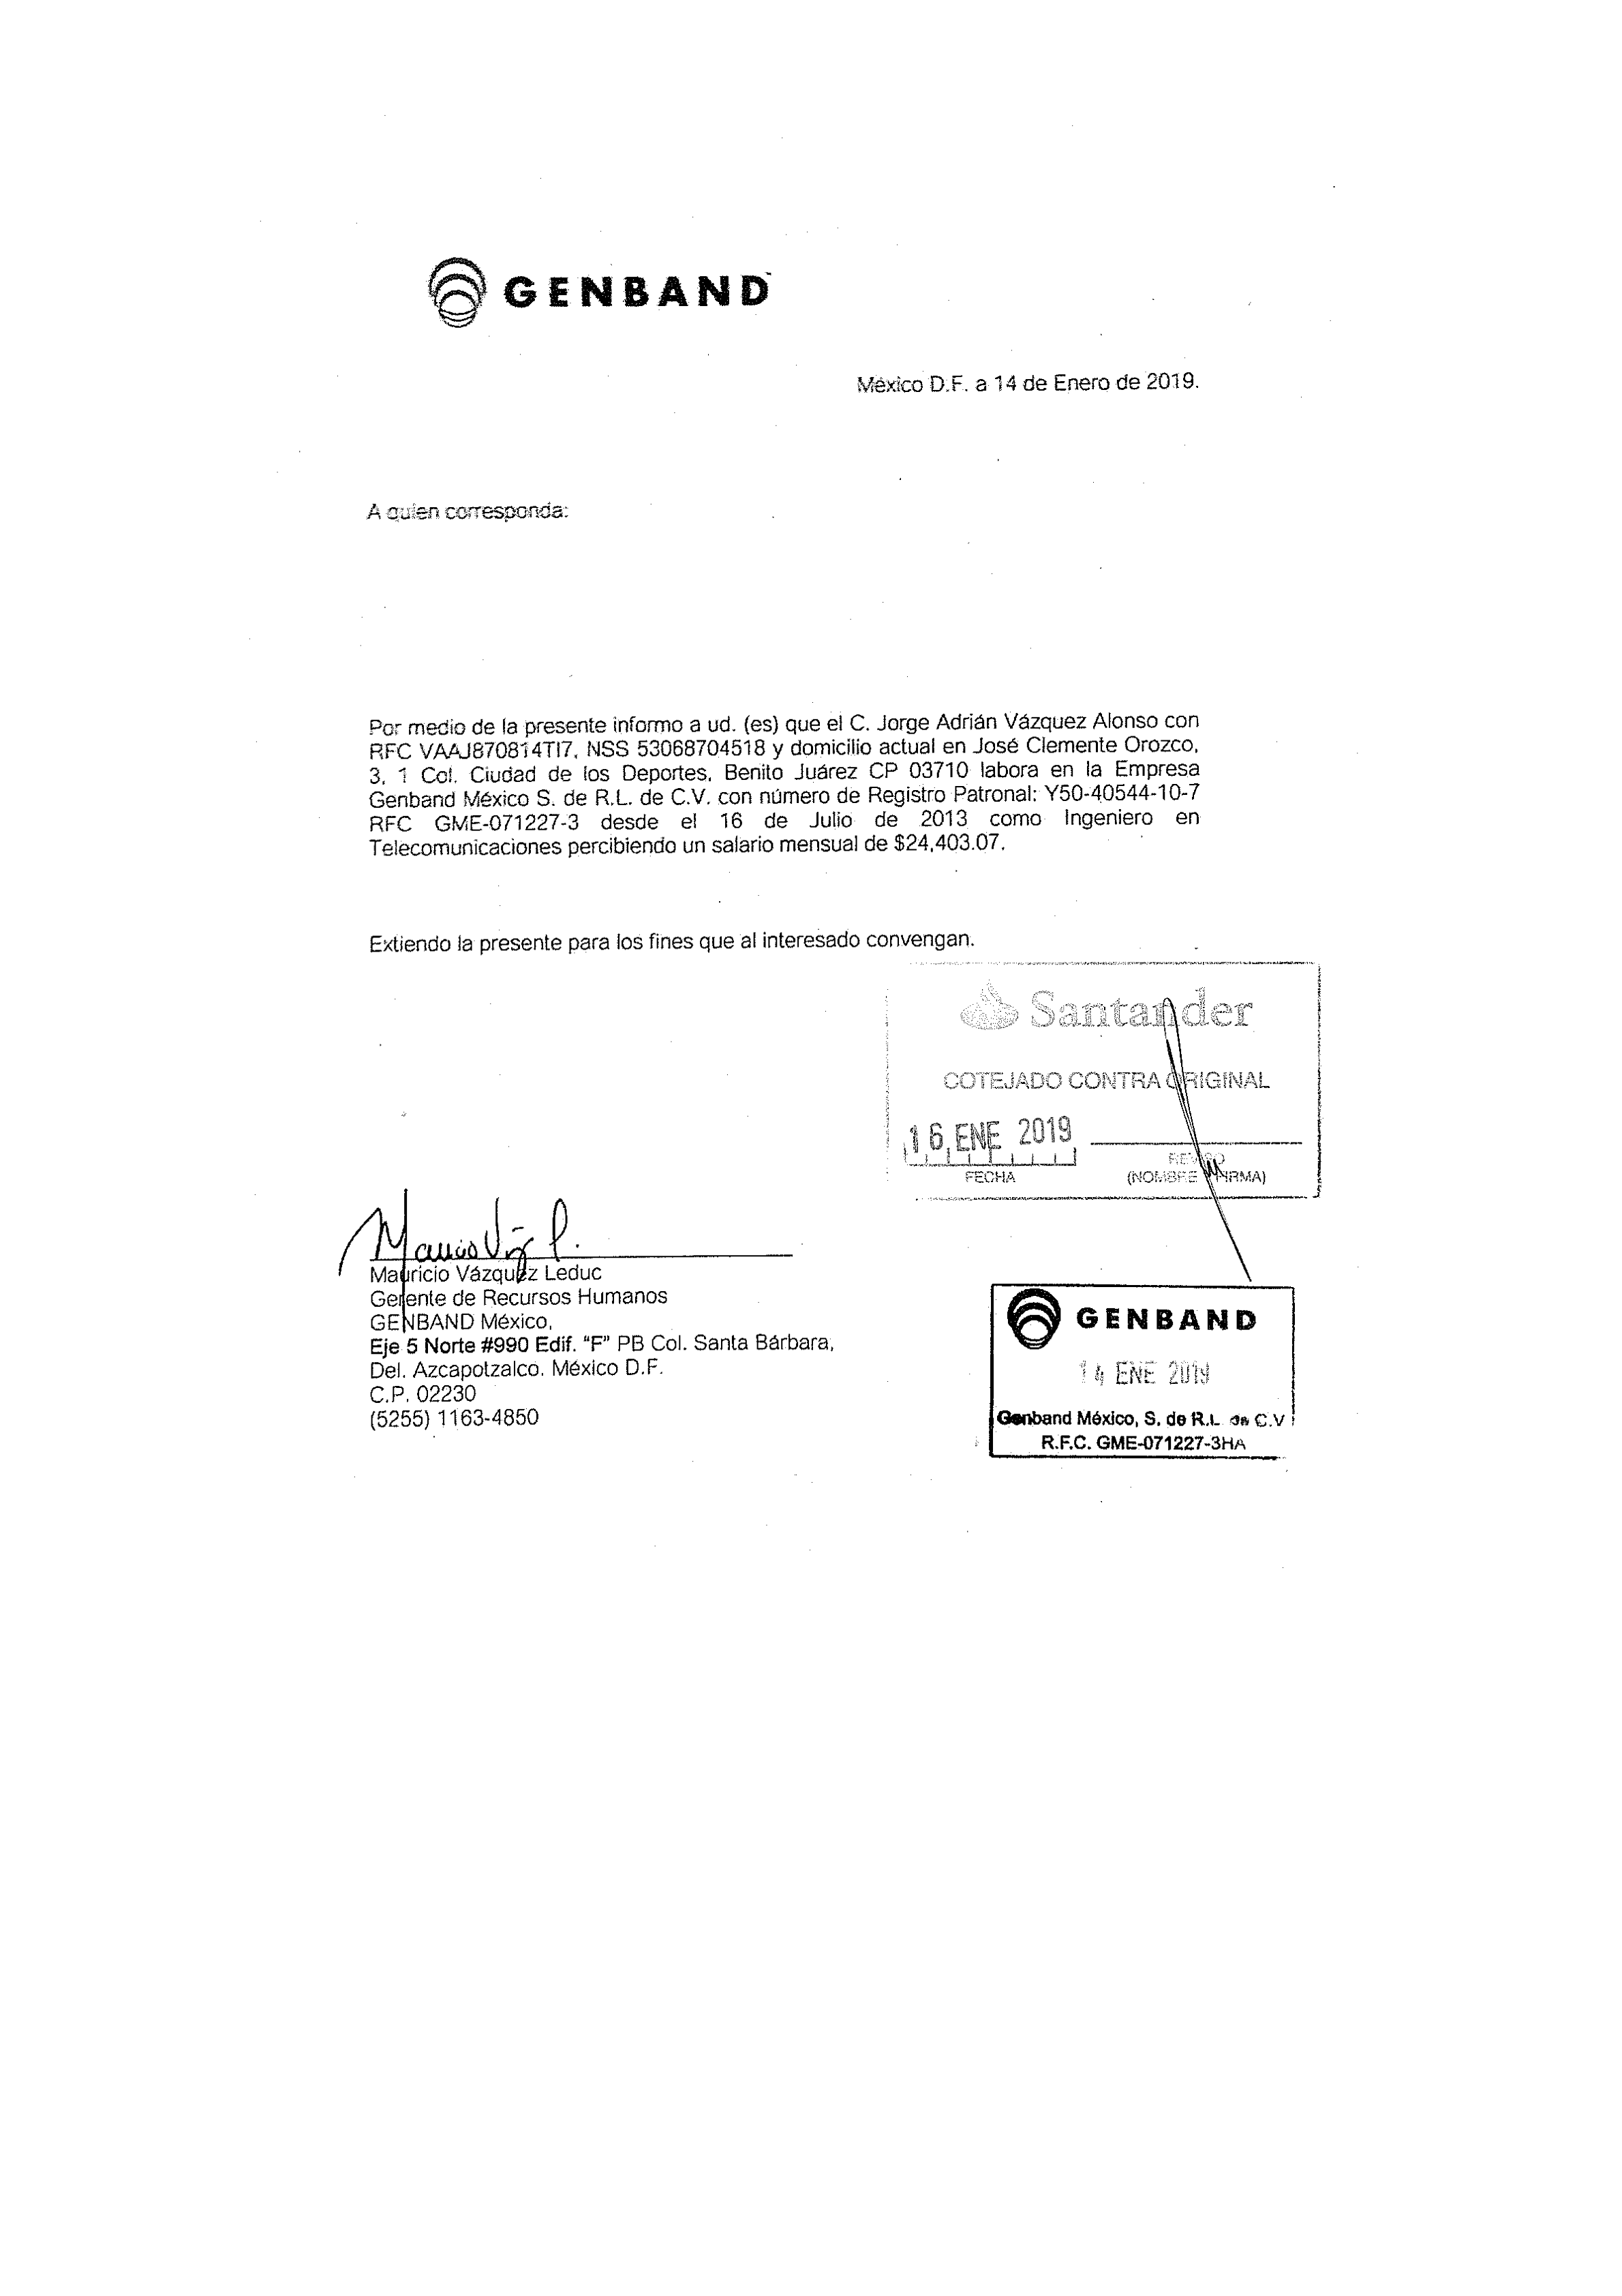 GENBAND
México D.F. a 14 de Enero de 2019.
A quien corresponda:
Por medio de la presente informo a ud. (es) que el C. Jorge Adrián Vázquez Alonso con
RFC VAAJ870814TI7, NSS 53068704518 y domicilio actual en José Clemente Orozco,
3, 1 Col. Ciudad de los Deportes, Benito Juárez CP 03710 labora en la Empresa
Genband México S. de R.L. de C.V. con número de Registro Patronal: Y50-40544-10-7
RFC GME-071227-3 desde el 16 de Julio de 2013 como Ingeniero en
Telecomunicaciones percibiendo un salario mensual de $24,403.07.
Extiendo la presente para los fines que al interesado convengan.
Santander
COTEJADO CONTRA ORIGINAL
16 ENE 2019
FECHA
(NOMBRE FIRMA)
Mauricio Vázquez Leduc
Gerente de Recursos Humanos
GENBAND México,
Eje 5 Norte #990 Edif. “F” PB Col. Santa Bárbara,
Del. Azcapotzalco. México D.F.
C.P. 02230
(5255) 1163-4850
GENBAND
14 ENE 2019
Genband México, S. de R.L. de C.V
R.F.C. GME-071227-3HA